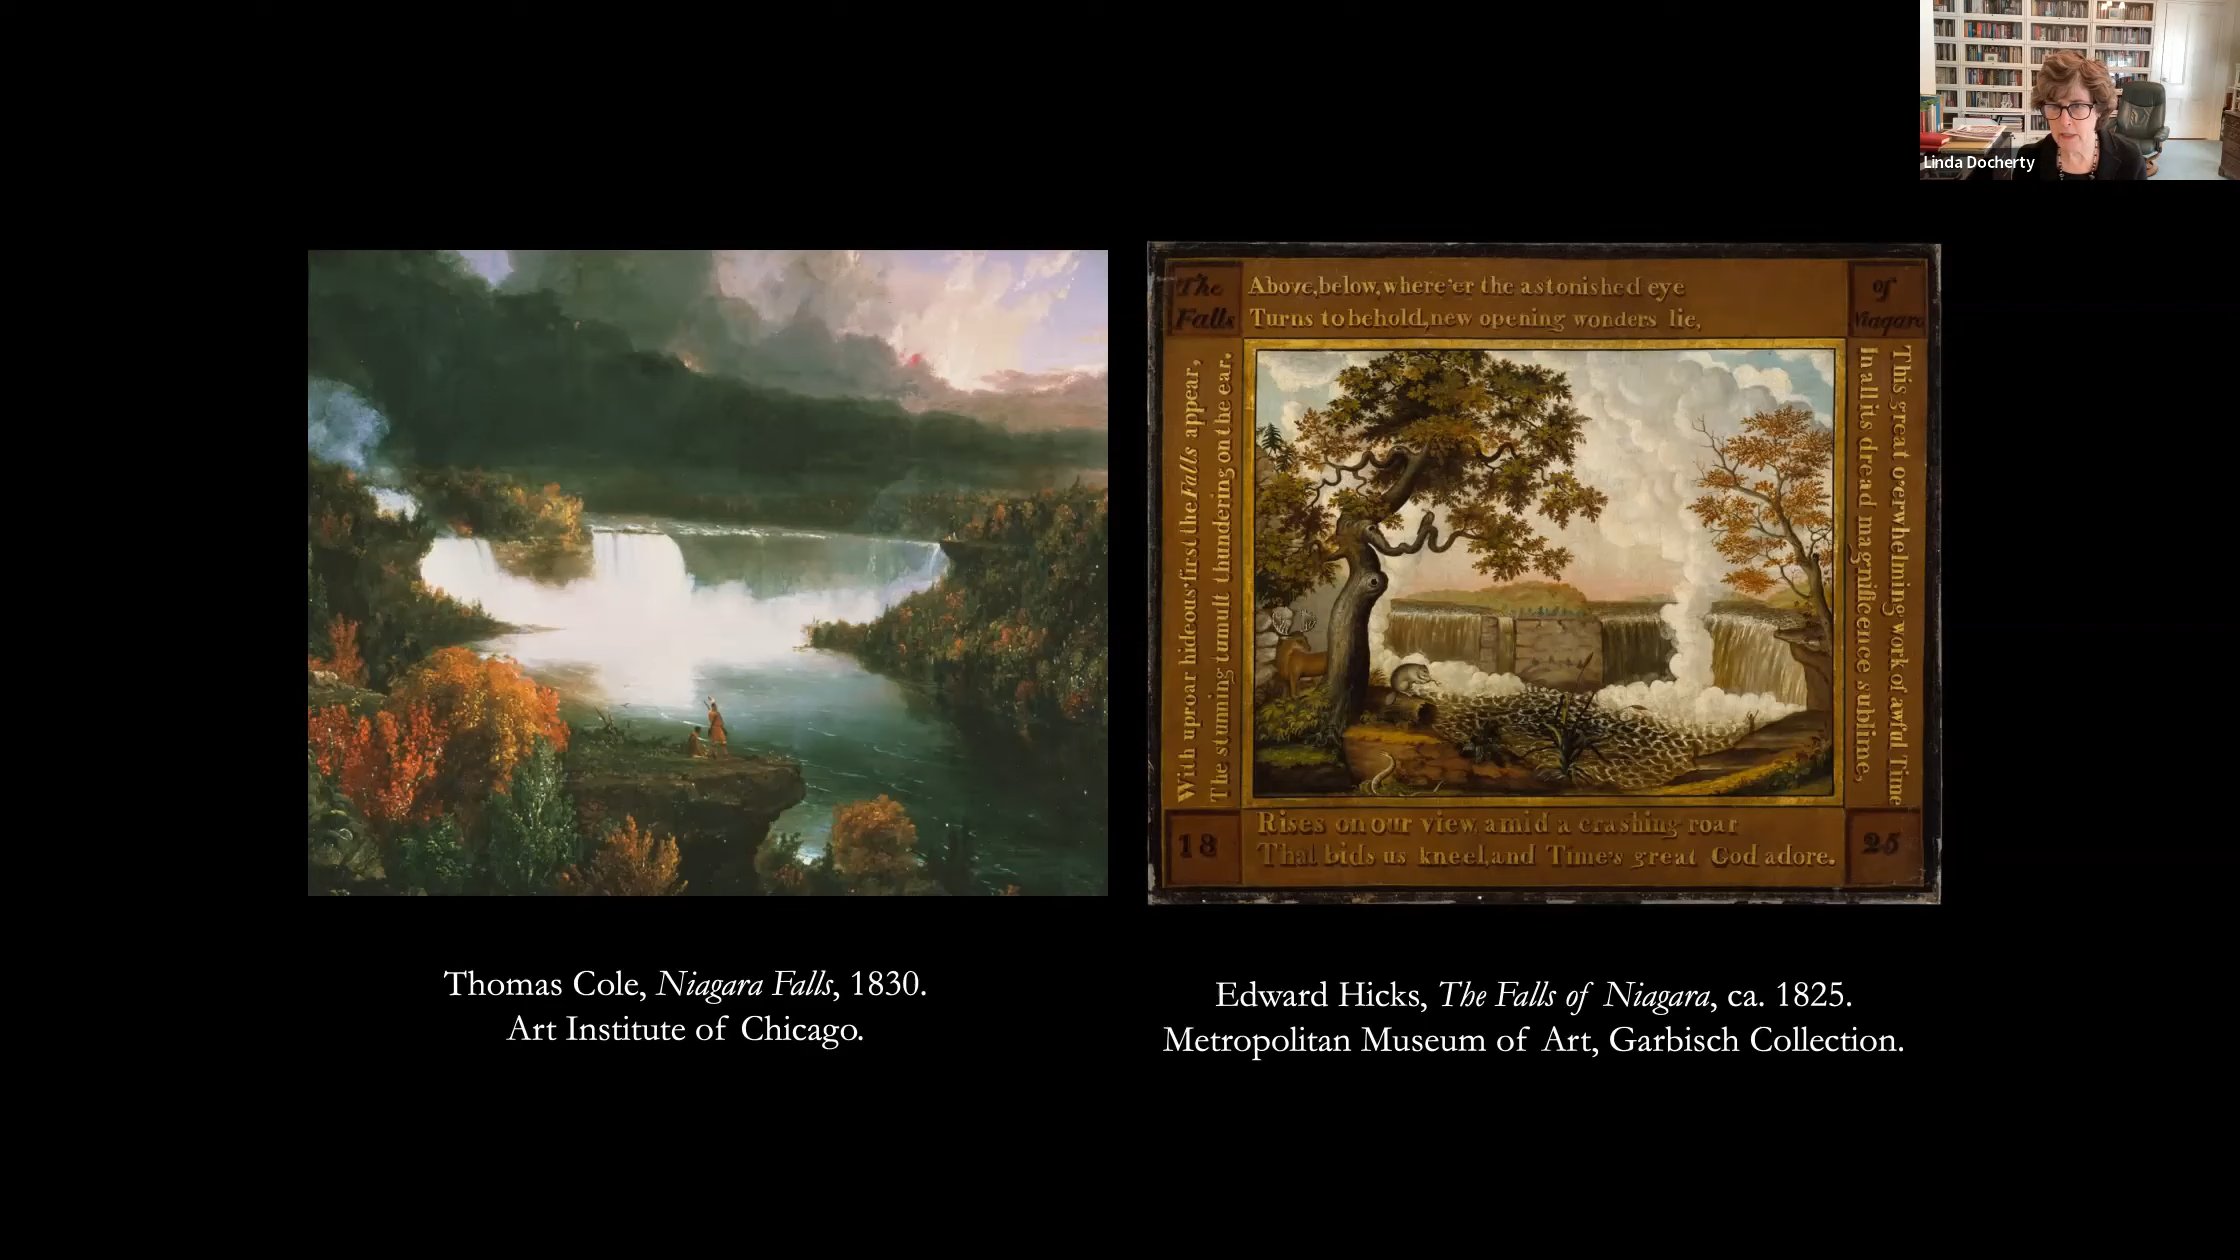 Linda Docherty
The
Falls
of
Niagara
Above, below, where'er the astonished eye
Turns to behold, new opening wonders lie,
This great o'erwhelming work of awful Time
In all its dread magnificence sublime,
Rises on our view, amid a crashing roar
That bids us kneel, and Time's great God adore.
With uproar hideous' first the Falls appear,
The stunning tumult thundering on the ear.
18
25
Thomas Cole, Niagara Falls, 1830.
Art Institute of Chicago.
Edward Hicks, The Falls of Niagara, ca. 1825.
Metropolitan Museum of Art, Garbisch Collection.